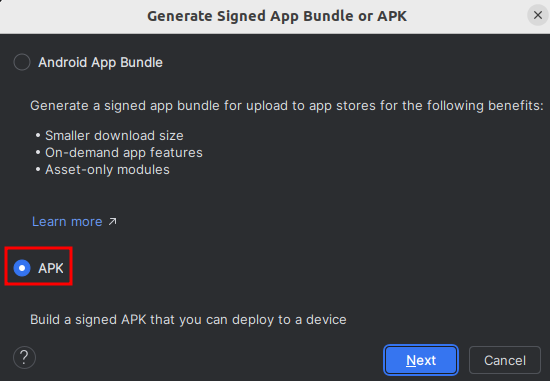 Generate Signed App Bundle or APK
Android App Bundle
Generate a signed app bundle for upload to app stores for the following benefits:
• Smaller download size
• On-demand app features
• Asset-only modules
Learn more ↗
APK
Build a signed APK that you can deploy to a device
? Next Cancel